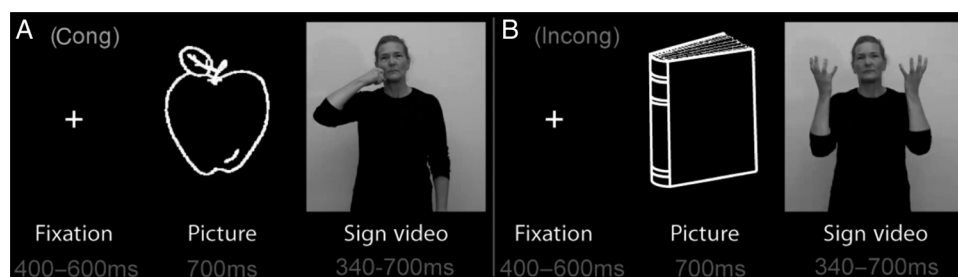 A (Cong)
+
Fixation Picture Sign video
400–600ms 700ms 340-700ms
B (Incong)
+
Fixation Picture Sign video
400–600ms 700ms 340-700ms